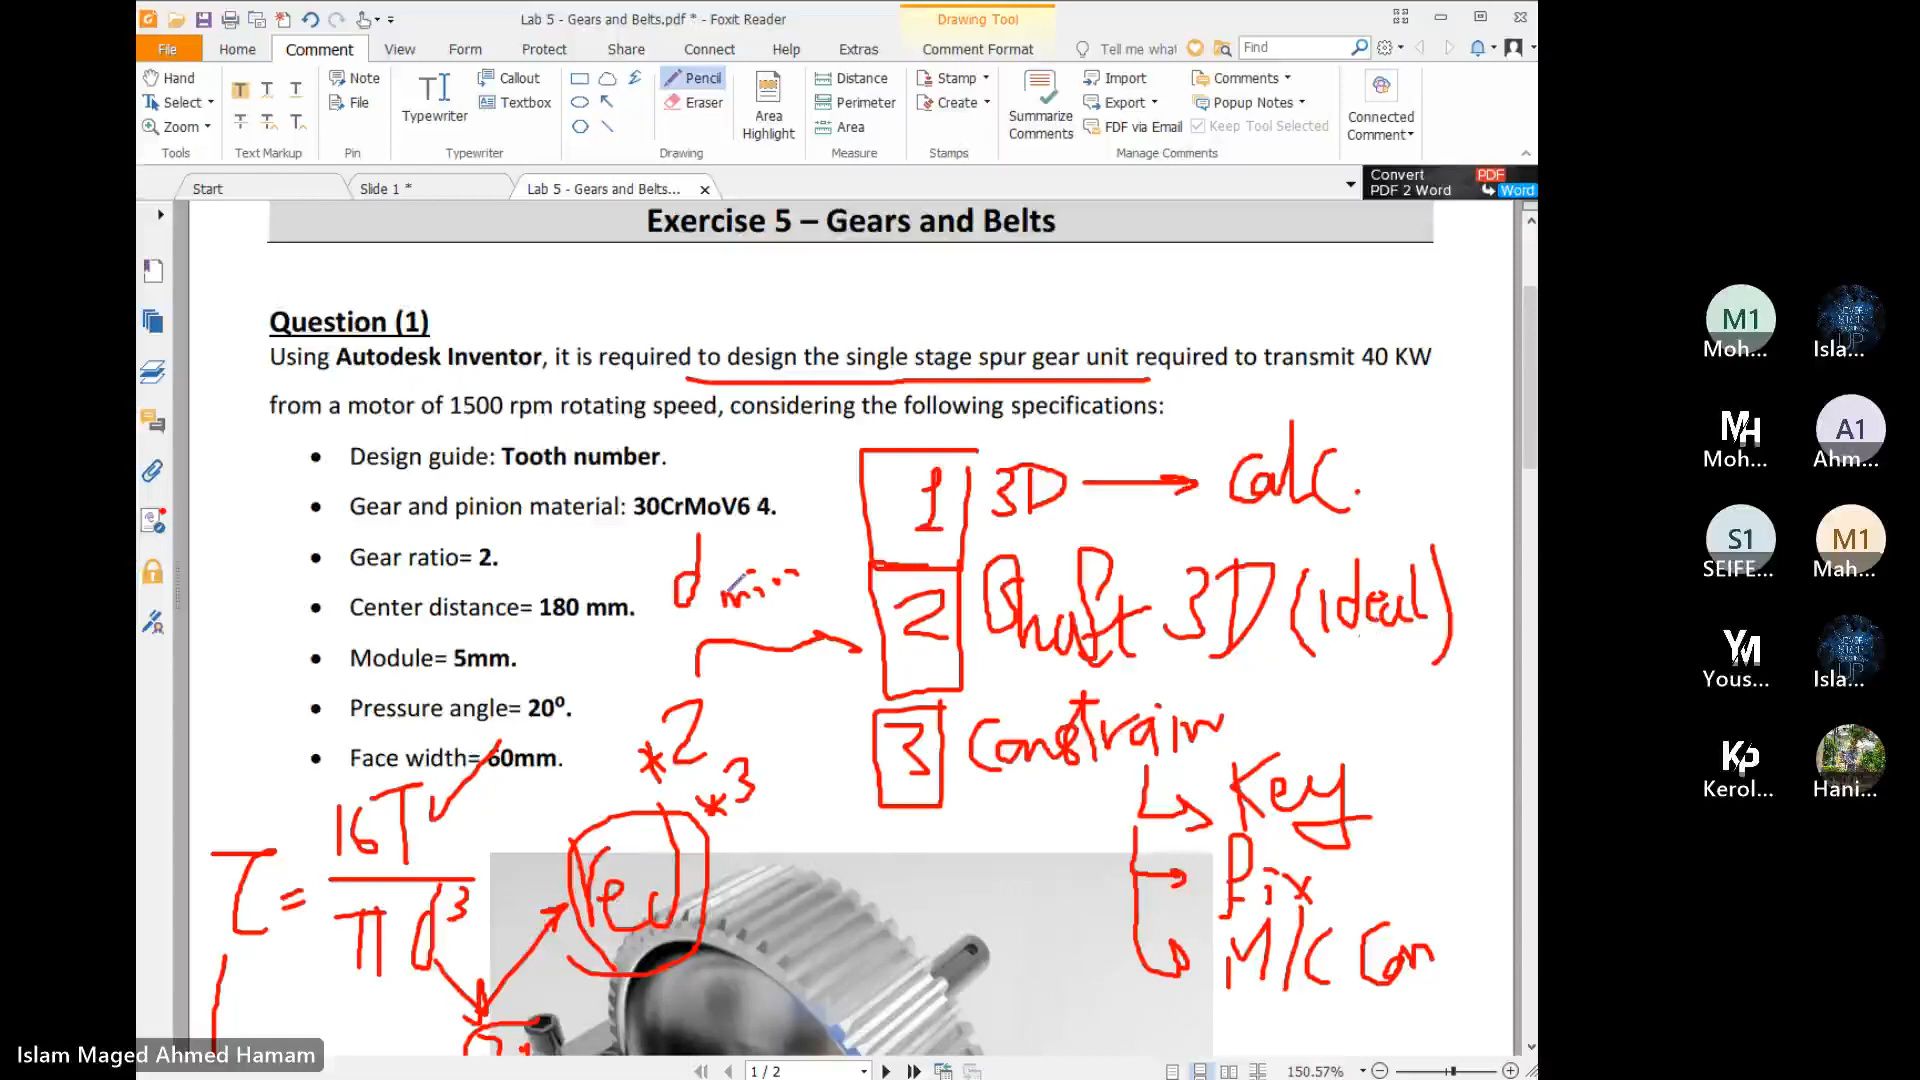 Lab 5 - Gears and Belts.pdf * - Foxit Reader
Drawing Tool
File Home Comment View Form Protect Share Connect Help Extras Comment Format Tell me what Find
Hand
Select
Zoom
Tools
Text Markup
Note
File
Pin
Typewriter
Callout
Textbox
Typewriter
Pencil
Eraser
Area Highlight
Drawing
Distance
Perimeter
Area
Measure
Stamp
Create
Stamps
Summarize Comments
Import
Export
FDF via Email
Comments
Popup Notes
Keep Tool Selected
Manage Comments
Connected Comment
Start
Slide 1 *
Lab 5 - Gears and Belts...
Convert PDF
PDF 2 Word Word
Exercise 5 – Gears and Belts
Question (1)
Using Autodesk Inventor, it is required to design the single stage spur gear unit required to transmit 40 KW
from a motor of 1500 rpm rotating speed, considering the following specifications:
• Design guide: Tooth number.
• Gear and pinion material: 30CrMoV6 4.
• Gear ratio= 2.
• Center distance= 180 mm.
• Module= 5mm.
• Pressure angle= 20⁰.
• Face width= 60mm.
1 3D → Calc.
2 Shaft 3D (ideal)
d min
3 Constrain
Key
Fix
M/C Con
*2
*3
τ = 16T / π d³
M1 Moh...
Isla...
MH Moh...
A1 Ahm...
S1 SEIFE...
M1 Mah...
YM Yous...
Isla...
KP Kerol...
Hani...
Islam Maged Ahmed Hamam
1 / 2
150.57%